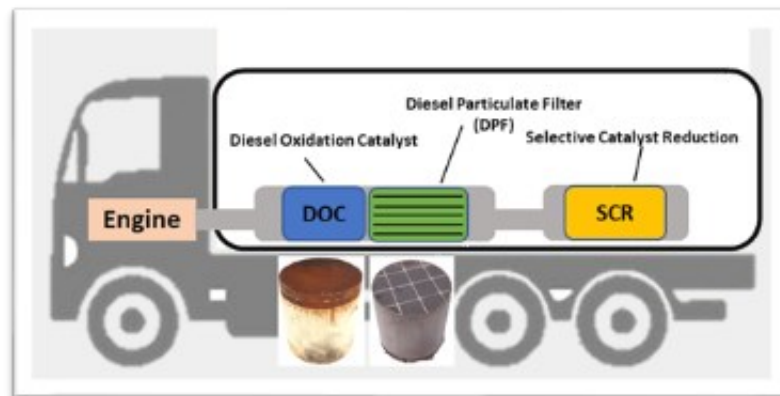 Diesel Particulate Filter
(DPF)
Diesel Oxidation Catalyst
Selective Catalyst Reduction
Engine
DOC
SCR